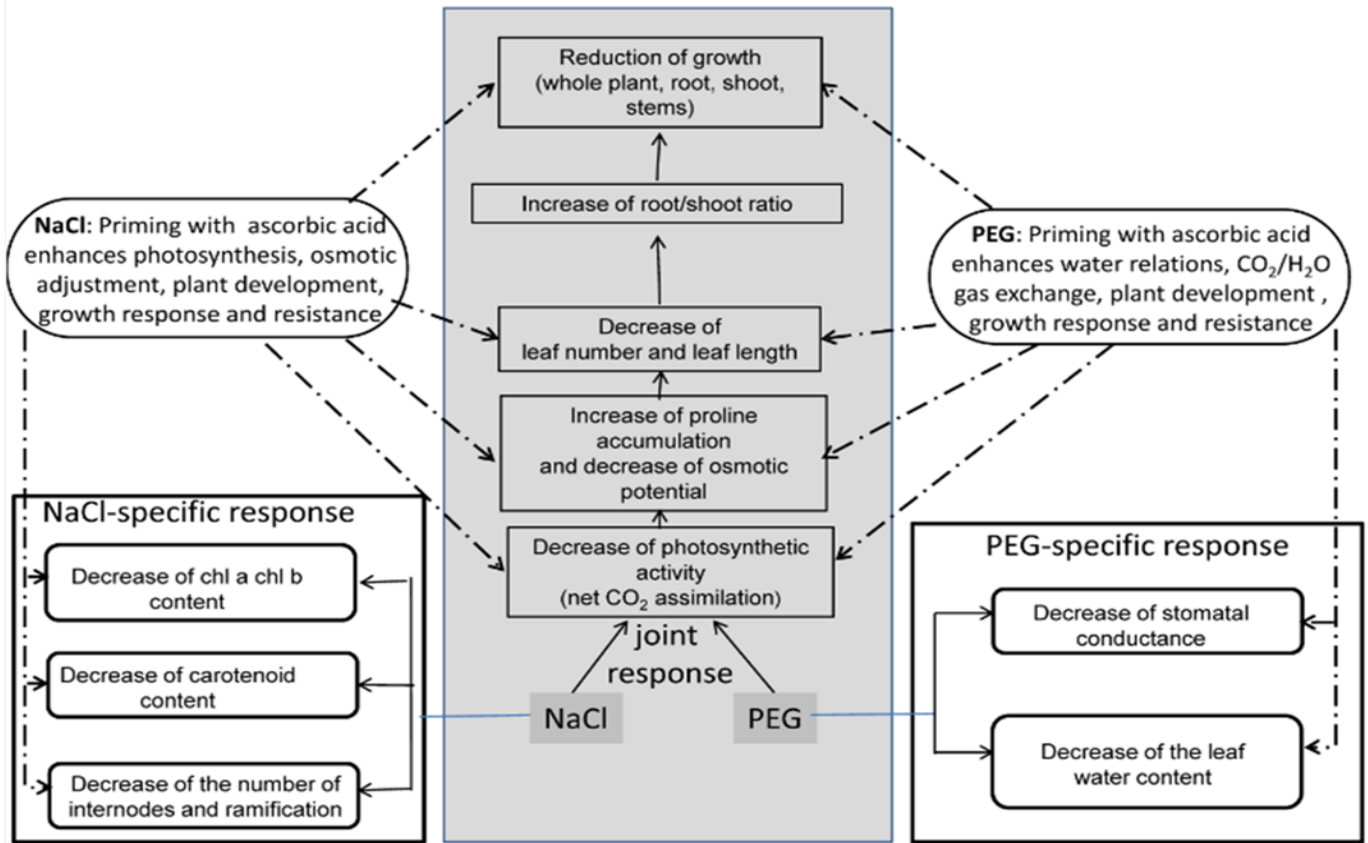 Reduction of growth
(whole plant, root, shoot,
stems)
Increase of root/shoot ratio
NaCl: Priming with ascorbic acid
enhances photosynthesis, osmotic
adjustment, plant development,
growth response and resistance
PEG: Priming with ascorbic acid
enhances water relations, CO₂/H₂O
gas exchange, plant development ,
growth response and resistance
Decrease of
leaf number and leaf length
Increase of proline
accumulation
and decrease of osmotic
potential
Decrease of photosynthetic
activity
(net CO₂ assimilation)
joint
response
NaCl
PEG
NaCl-specific response
Decrease of chl a chl b
content
Decrease of carotenoid
content
Decrease of the number of
internodes and ramification
PEG-specific response
Decrease of stomatal
conductance
Decrease of the leaf
water content